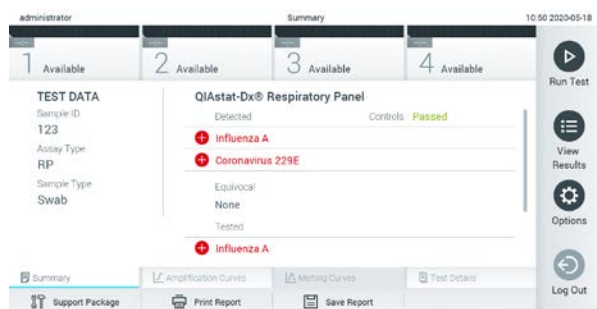 administrator Summary 10:50 2020-05-18
1 Available 2 Available 3 Available 4 Available
Run Test
TEST DATA
Sample ID
123
Assay Type
RP
Sample Type
Swab
QIAstat-Dx® Respiratory Panel
Detected Controls Passed
Influenza A
Coronavirus 229E
Equivocal
None
Tested
Influenza A
View
Results
Options
Log Out
Summary Amplification Curves Melting Curves Test Details
Support Package Print Report Save Report